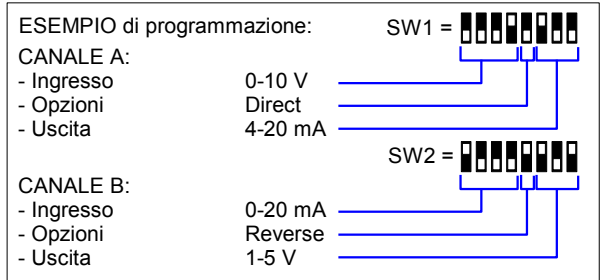 ESEMPIO di programmazione: SW1 =
CANALE A:
- Ingresso 0-10 V
- Opzioni Direct
- Uscita 4-20 mA
SW2 =
CANALE B:
- Ingresso 0-20 mA
- Opzioni Reverse
- Uscita 1-5 V